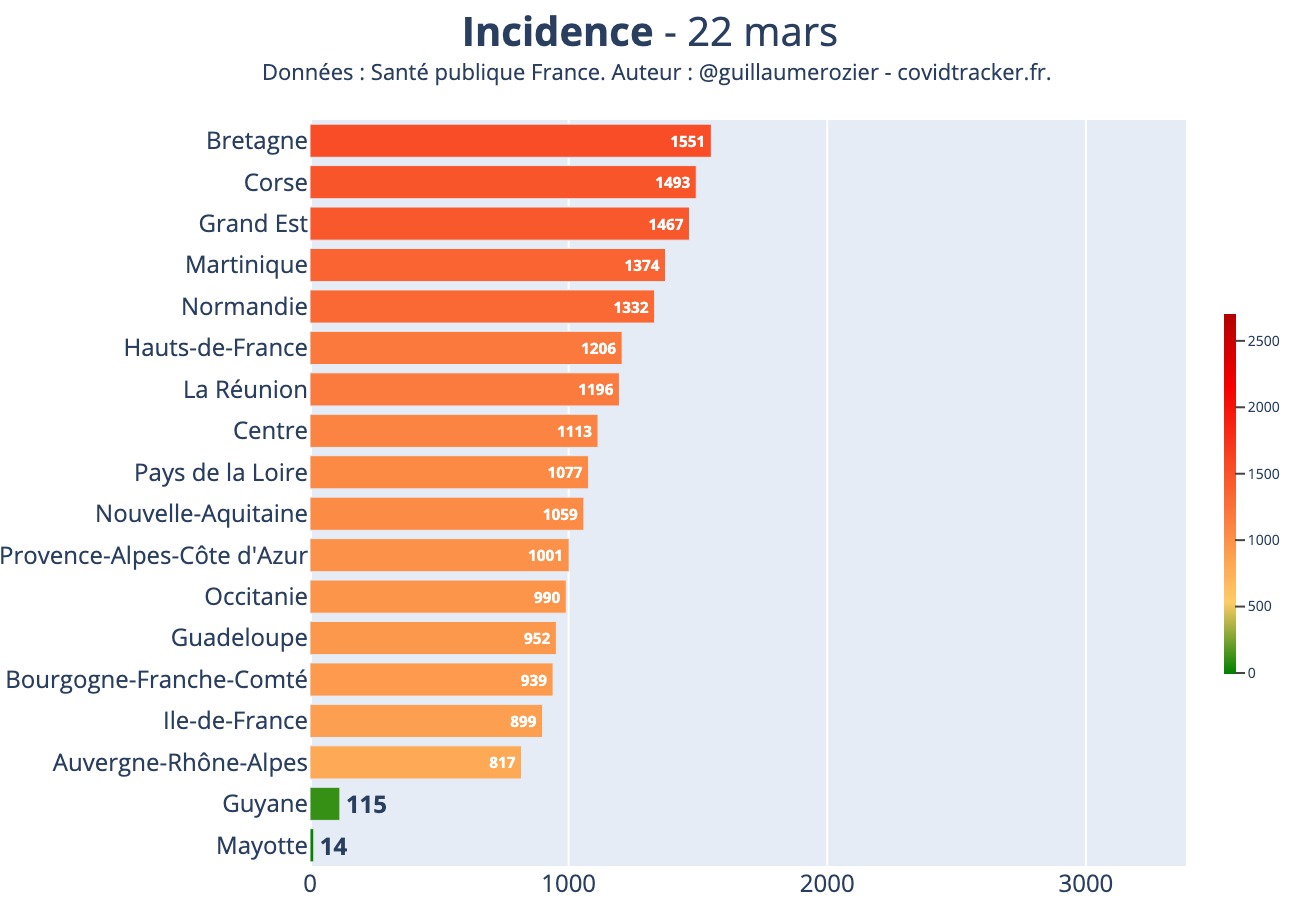 Incidence - 22 mars
Données : Santé publique France. Auteur : @guillaumerozier - covidtracker.fr.
Bretagne 1551
Corse 1493
Grand Est 1467
Martinique 1374
Normandie 1332
Hauts-de-France 1206
La Réunion 1196
Centre 1113
Pays de la Loire 1077
Nouvelle-Aquitaine 1059
Provence-Alpes-Côte d'Azur 1001
Occitanie 990
Guadeloupe 952
Bourgogne-Franche-Comté 939
Ile-de-France 899
Auvergne-Rhône-Alpes 817
Guyane 115
Mayotte 14
0 1000 2000 3000
2500
2000
1500
1000
500
0